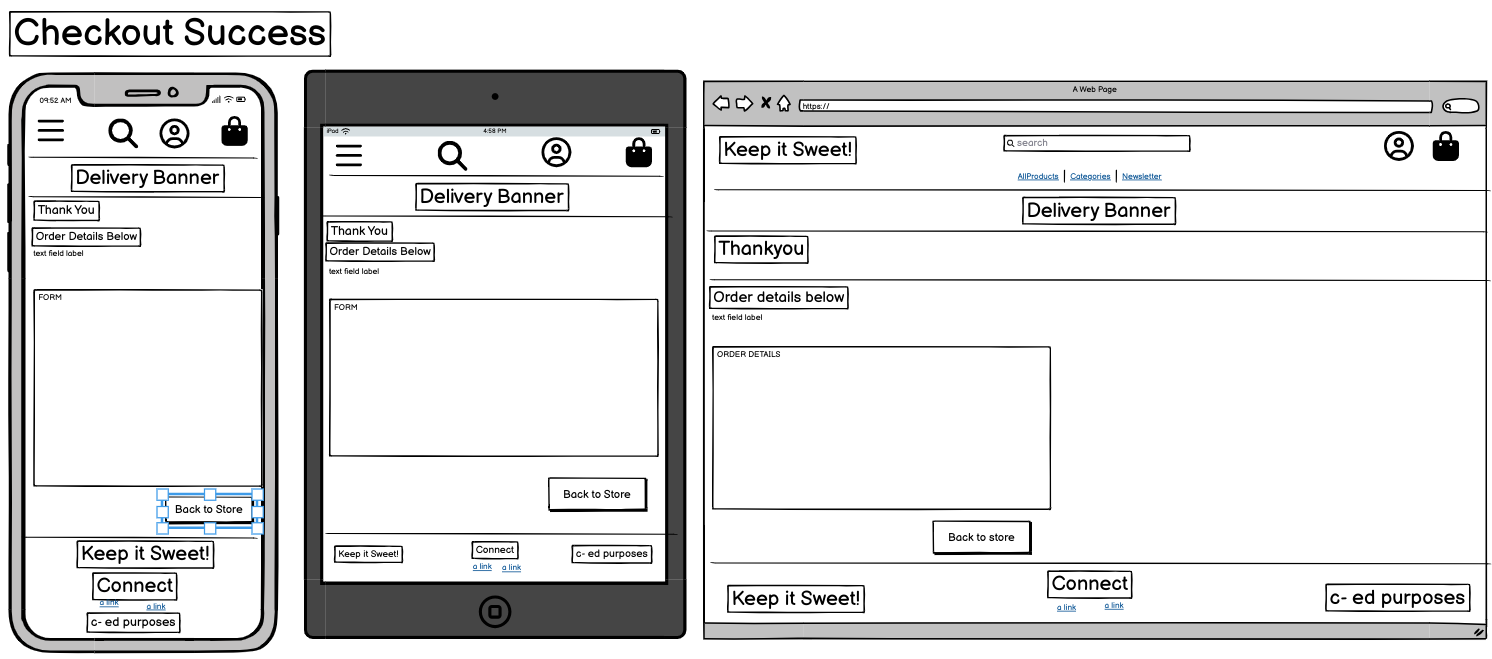 Checkout Success
09:52 AM
Delivery Banner
Thank You
Order Details Below
text field label
FORM
Back to Store
Keep it Sweet!
Connect
a link a link
c- ed purposes
iPad 4:58 PM
Delivery Banner
Thank You
Order Details Below
text field label
FORM
Back to Store
Keep it Sweet!
Connect
a link a link
c- ed purposes
A Web Page
https://
Keep it Sweet!
search
AllProducts | Categories | Newsletter
Delivery Banner
Thankyou
Order details below
text field label
ORDER DETAILS
Back to store
Keep it Sweet!
Connect
a link a link
c- ed purposes